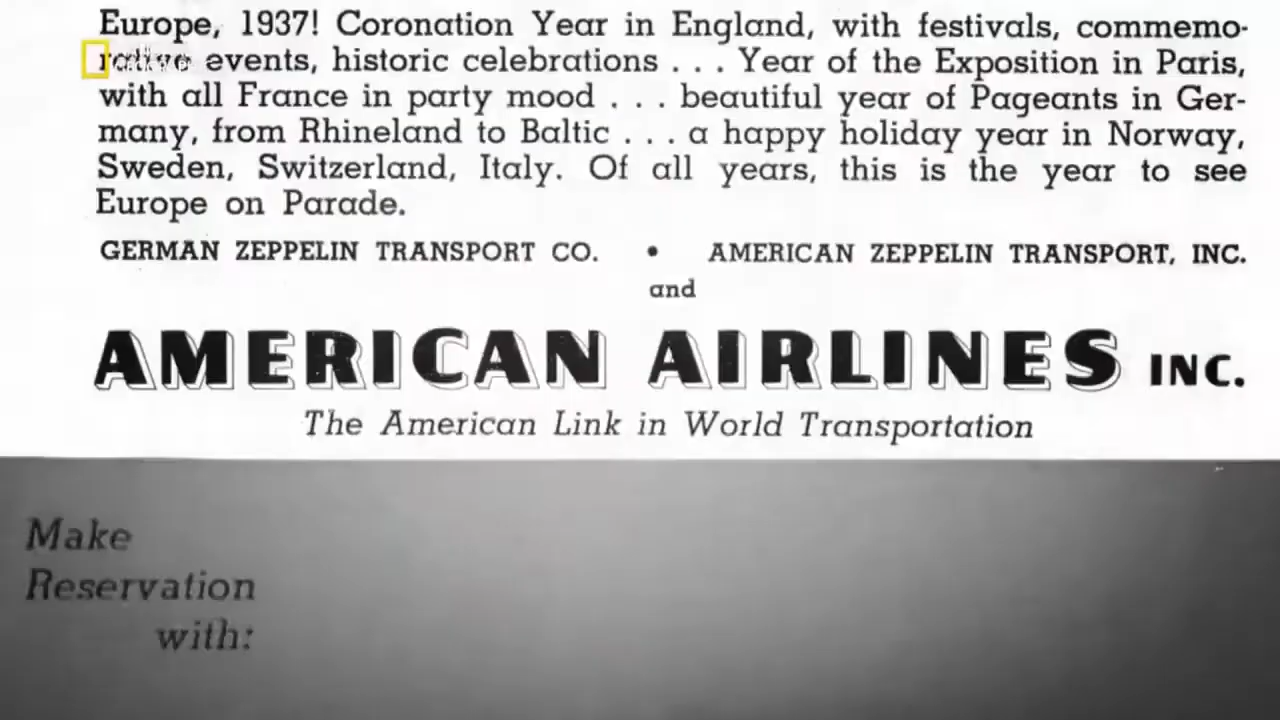 Europe, 1937! Coronation Year in England, with festivals, commemo-
events, historic celebrations . . . Year of the Exposition in Paris,
with all France in party mood . . . beautiful year of Pageants in Ger-
many, from Rhineland to Baltic . . . a happy holiday year in Norway,
Sweden, Switzerland, Italy. Of all years, this is the year to see
Europe on Parade.
GERMAN ZEPPELIN TRANSPORT CO. • AMERICAN ZEPPELIN TRANSPORT, INC.
and
AMERICAN AIRLINES INC.
The American Link in World Transportation
Make
Reservation
with: